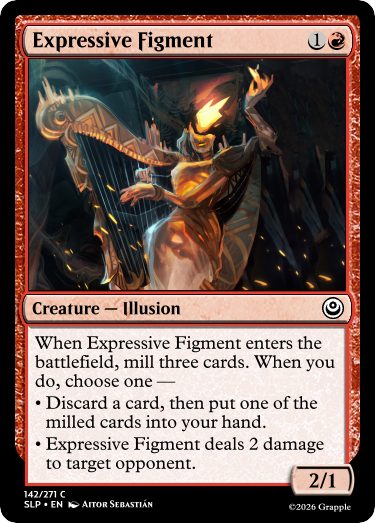 Expressive Figment 1
Creature — Illusion
When Expressive Figment enters the
battlefield, mill three cards. When you
do, choose one —
• Discard a card, then put one of the
milled cards into your hand.
• Expressive Figment deals 2 damage
to target opponent.
2/1
142/271 C
SLP • EN Aitor Sebastián
©2026 Grapple